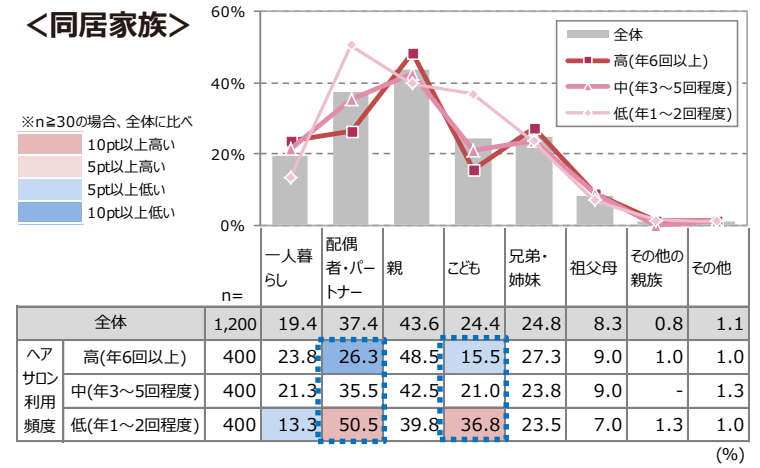 <同居家族>
※n≧30の場合、全体に比べ
10pt以上高い
5pt以上高い
5pt以上低い
10pt以上低い
60%
40%
20%
0%
全体
高(年6回以上)
中(年3~5回程度)
低(年1~2回程度)
n= 一人暮らし 配偶者・パートナー 親 こども 兄弟・姉妹 祖父母 その他の親族 その他
全体 1,200 19.4 37.4 43.6 24.4 24.8 8.3 0.8 1.1
ヘアサロン利用頻度
高(年6回以上) 400 23.8 26.3 48.5 15.5 27.3 9.0 1.0 1.0
中(年3~5回程度) 400 21.3 35.5 42.5 21.0 23.8 9.0 - 1.3
低(年1~2回程度) 400 13.3 50.5 39.8 36.8 23.5 7.0 1.3 1.0
(%)